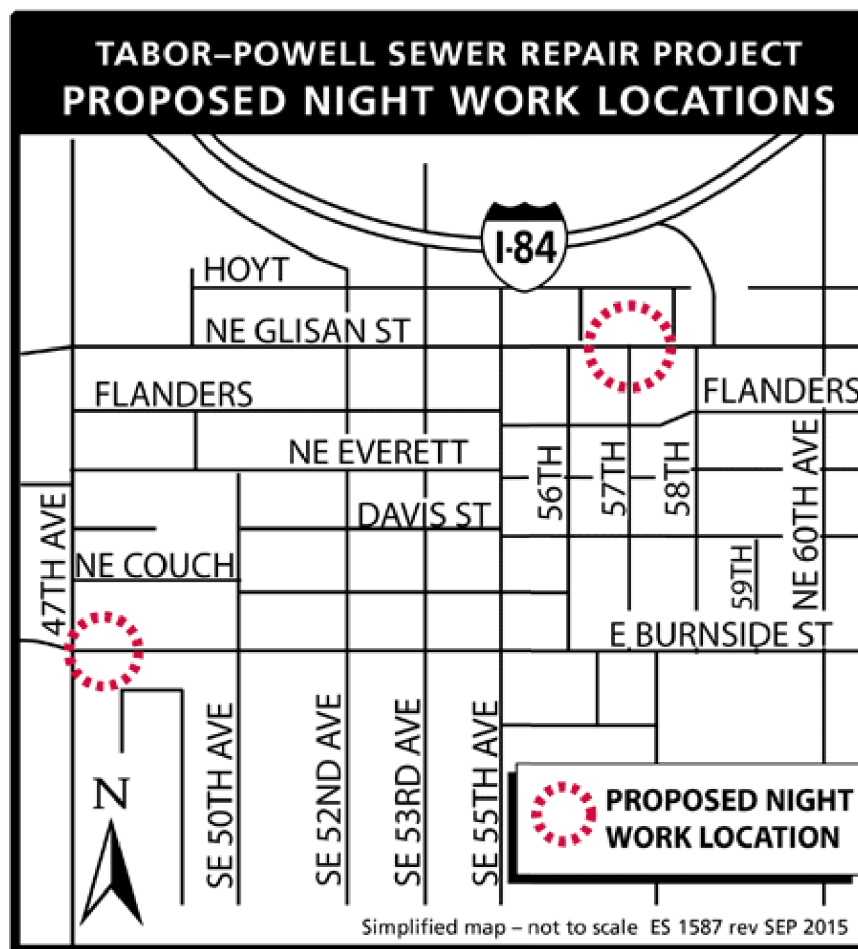 TABOR–POWELL SEWER REPAIR PROJECT
PROPOSED NIGHT WORK LOCATIONS
I-84
HOYT
NE GLISAN ST
FLANDERS
FLANDERS
NE EVERETT
56TH
57TH
58TH
NE 60TH AVE
DAVIS ST
47TH AVE
NE COUCH
59TH
E BURNSIDE ST
SE 50TH AVE
SE 52ND AVE
SE 53RD AVE
SE 55TH AVE
N
PROPOSED NIGHT
WORK LOCATION
Simplified map – not to scale ES 1587 rev SEP 2015